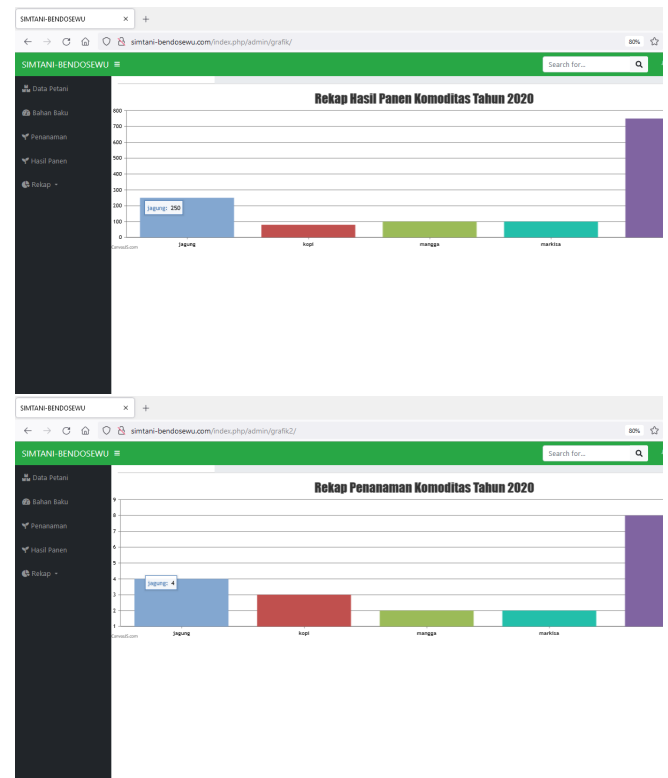 SIMTANI-BENDOSEWU × +
simtani-bendosewu.com/index.php/admin/grafik/ 80%
SIMTANI-BENDOSEWU Search for...
Data Petani
Bahan Baku
Penanaman
Hasil Panen
Rekap
Rekap Hasil Panen Komoditas Tahun 2020
800
700
600
500
400
300
200
100
0
jagung: 250
jagung kopi mangga markisa
CanvasJS.com
SIMTANI-BENDOSEWU × +
simtani-bendosewu.com/index.php/admin/grafik2/ 80%
SIMTANI-BENDOSEWU Search for...
Data Petani
Bahan Baku
Penanaman
Hasil Panen
Rekap
Rekap Penanaman Komoditas Tahun 2020
9
8
7
6
5
4
3
2
1
jagung: 4
jagung kopi mangga markisa
CanvasJS.com